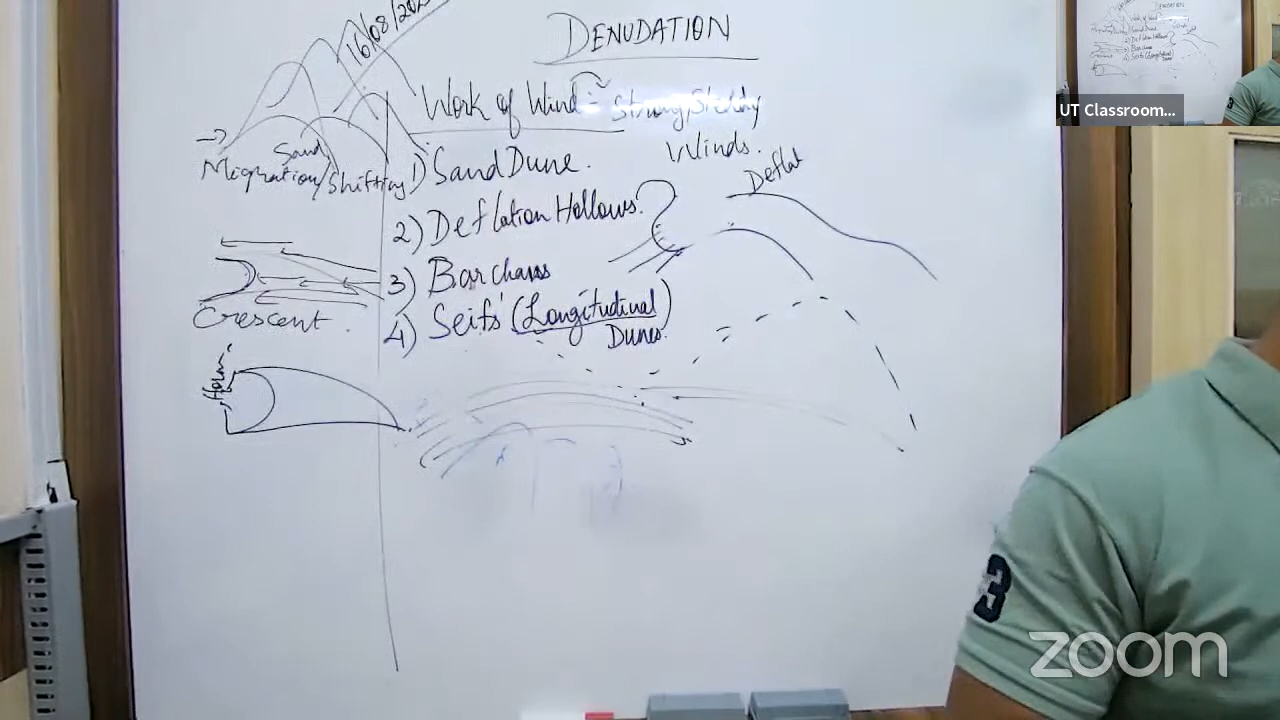 DENUDATION
16/08/202
Work of Wind :- Strong, Steady
Winds.
Sand
Migration/Shifting
1) Sand Dune.
Deflat
2) Deflation Hollows.
3) Barchans
Crescent.
4) Seifs (Longitudinal)
Dunes.
Horn
3
UT Classroom...
zoom